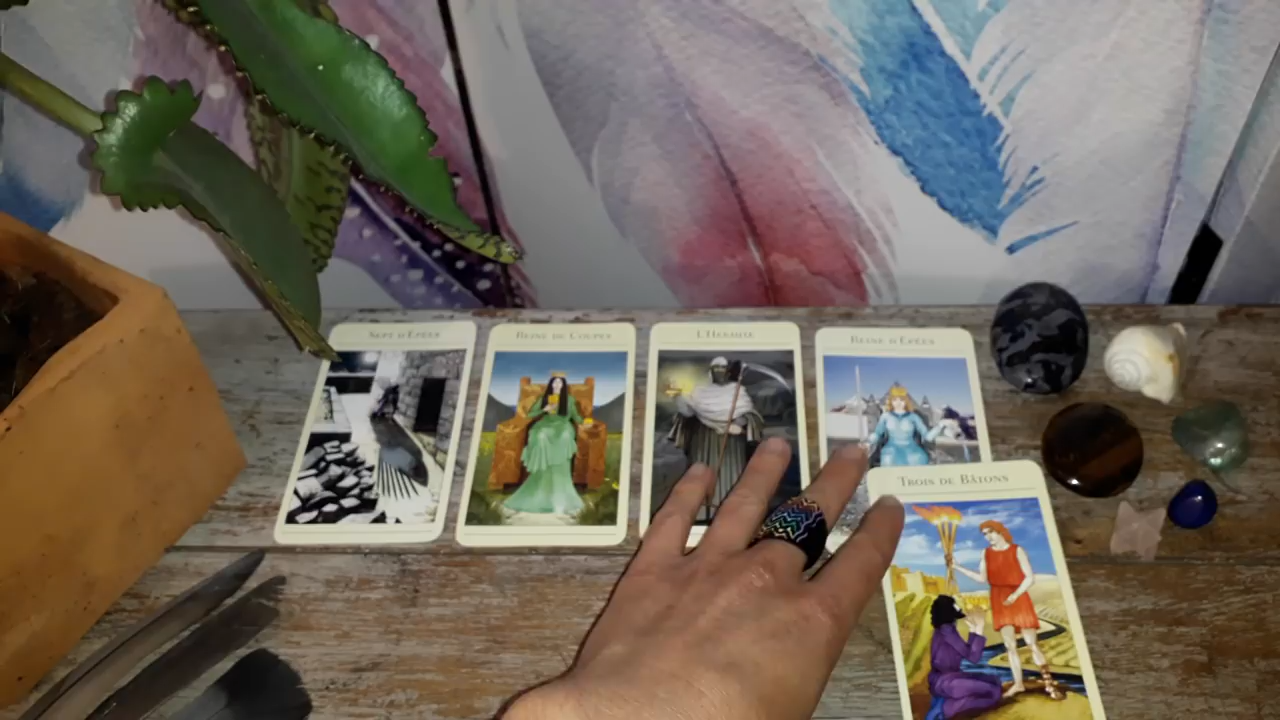 SEPT D'ÉPÉES
REINE DE COUPES
L'HERMITE
REINE D'ÉPÉES
TROIS DE BÂTONS